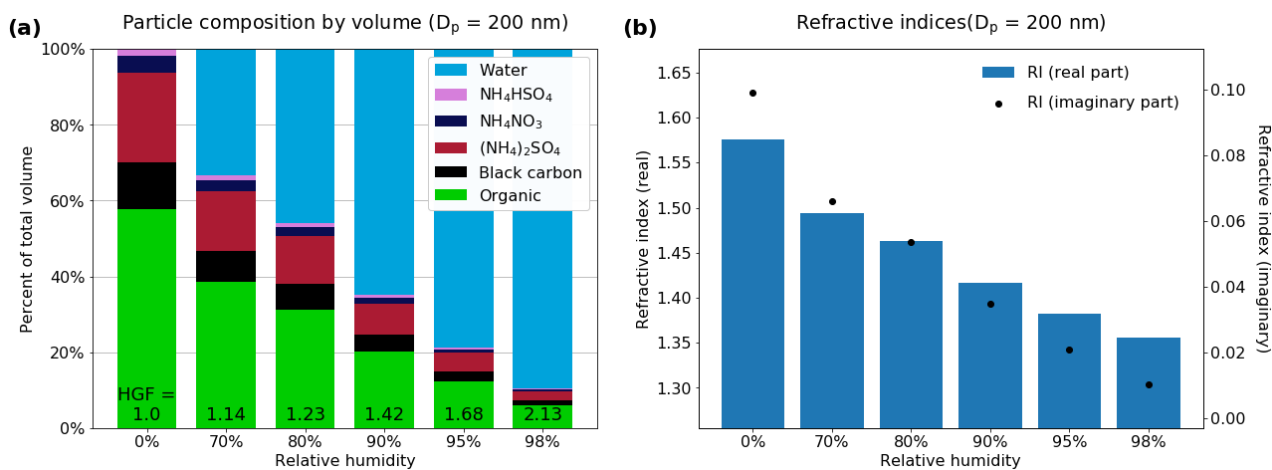 (a)
Particle composition by volume (Dₚ = 200 nm)
100%
80%
60%
40%
20%
0%
Percent of total volume
Water
NH₄HSO₄
NH₄NO₃
(NH₄)₂SO₄
Black carbon
Organic
HGF =
1.0
1.14
1.23
1.42
1.68
2.13
0%
70%
80%
90%
95%
98%
Relative humidity
(b)
Refractive indices(Dₚ = 200 nm)
1.65
1.60
1.55
1.50
1.45
1.40
1.35
1.30
Refractive index (real)
RI (real part)
RI (imaginary part)
0.10
0.08
0.06
0.04
0.02
0.00
Refractive index (imaginary)
0%
70%
80%
90%
95%
98%
Relative humidity